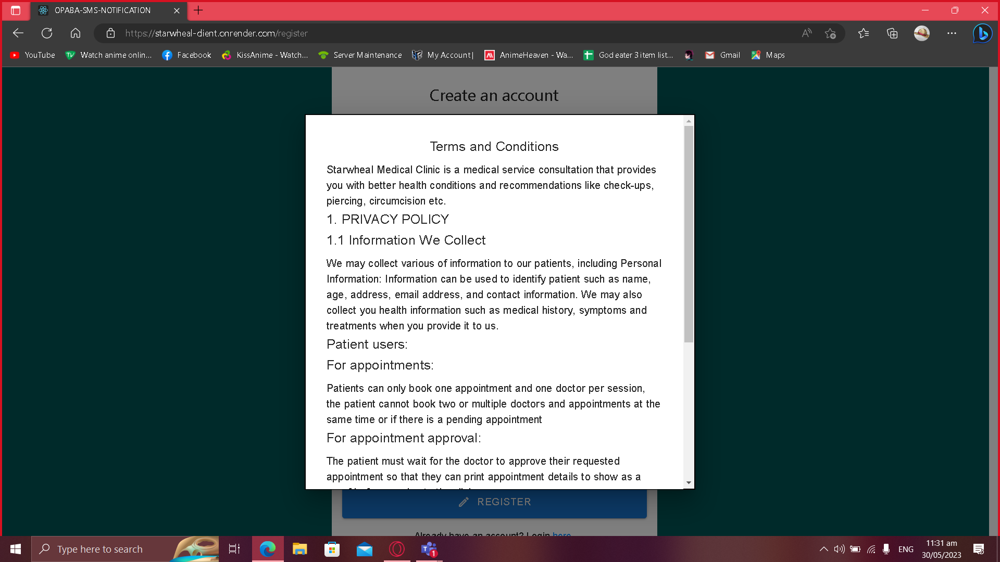 OPABA-SMS-NOTIFICATION
https://starwheal-client.onrender.com/register
YouTube
Watch anime onlin...
Facebook
KissAnime - Watch...
Server Maintenance
My Account |
AnimeHeaven - Wa...
God eater 3 item list...
Gmail
Maps
Create an account
Terms and Conditions
Starwheal Medical Clinic is a medical service consultation that provides
you with better health conditions and recommendations like check-ups,
piercing, circumcision etc.
1. PRIVACY POLICY
1.1 Information We Collect
We may collect various of information to our patients, including Personal
Information: Information can be used to identify patient such as name,
age, address, email address, and contact information. We may also
collect you health information such as medical history, symptoms and
treatments when you provide it to us.
Patient users:
For appointments:
Patients can only book one appointment and one doctor per session,
the patient cannot book two or multiple doctors and appointments at the
same time or if there is a pending appointment
For appointment approval:
The patient must wait for the doctor to approve their requested
appointment so that they can print appointment details to show as a
REGISTER
Already have an account? Login here
Type here to search
1
ENG
11:31 am
30/05/2023